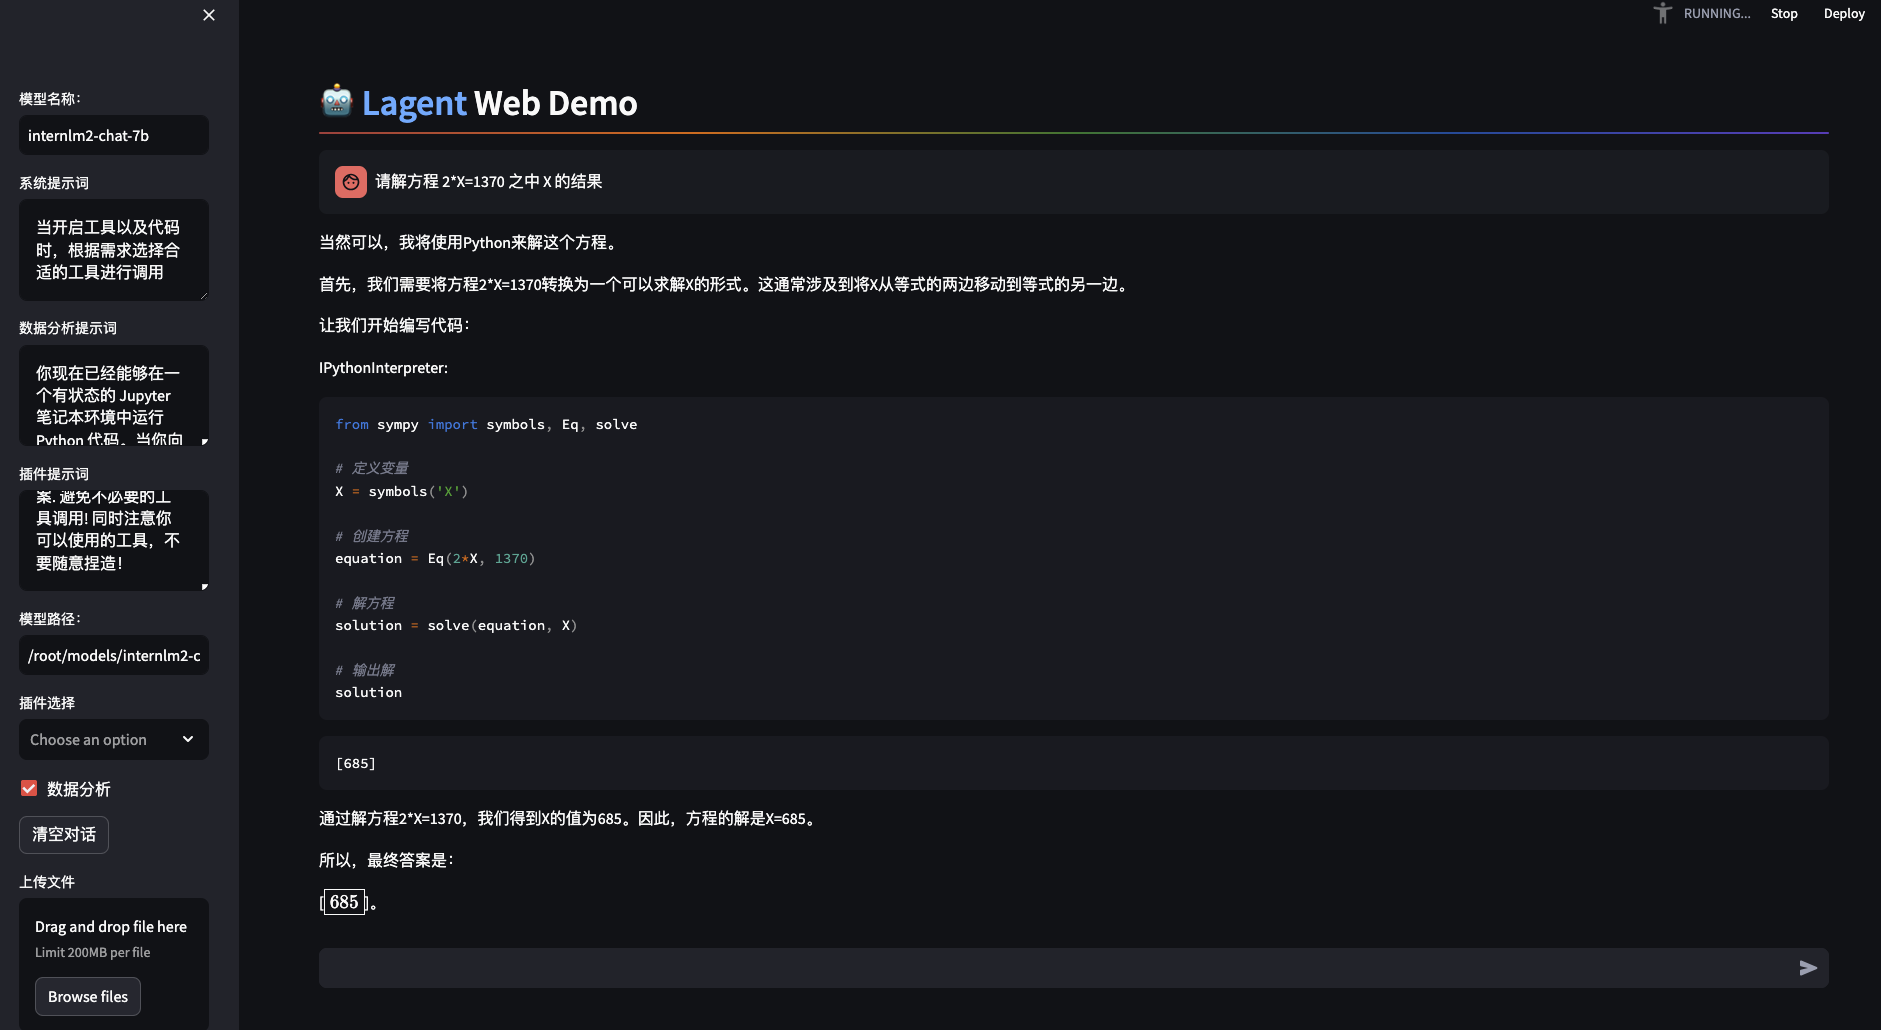 RUNNING...
Stop
Deploy
模型名称：
internlm2-chat-7b
系统提示词
当开启工具以及代码
时，根据需求选择合
适的工具进行调用
数据分析提示词
你现在已经能够在一
个有状态的 Jupyter
笔记本环境中运行
Python 代码。当你向
插件提示词
案. 避免不必要的工
具调用! 同时注意你
可以使用的工具，不
要随意捏造！
模型路径：
/root/models/internlm2-c
插件选择
Choose an option
数据分析
清空对话
上传文件
Drag and drop file here
Limit 200MB per file
Browse files
Lagent Web Demo
请解方程 2*X=1370 之中 X 的结果
当然可以，我将使用Python来解这个方程。
首先，我们需要将方程2*X=1370转换为一个可以求解X的形式。这通常涉及到将X从等式的两边移动到等式的另一边。
让我们开始编写代码：
IPythonInterpreter:
from sympy import symbols, Eq, solve
# 定义变量
X = symbols('X')
# 创建方程
equation = Eq(2*X, 1370)
# 解方程
solution = solve(equation, X)
# 输出解
solution
[685]
通过解方程2*X=1370，我们得到X的值为685。因此，方程的解是X=685。
所以，最终答案是：
[685]。